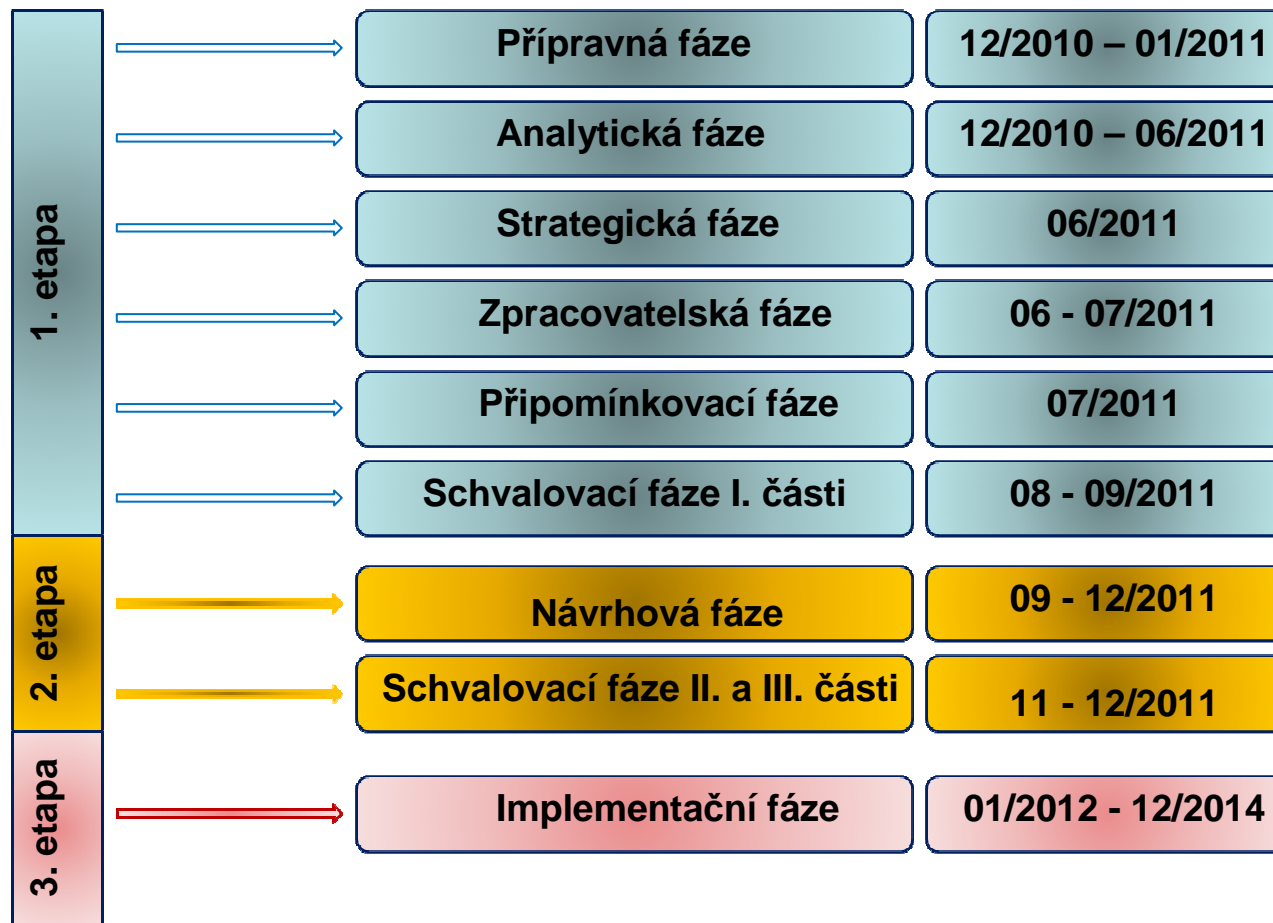 1. etapa
Přípravná fáze 12/2010 – 01/2011
Analytická fáze 12/2010 – 06/2011
Strategická fáze 06/2011
Zpracovatelská fáze 06 - 07/2011
Připomínkovací fáze 07/2011
Schvalovací fáze I. části 08 - 09/2011
2. etapa
Návrhová fáze 09 - 12/2011
Schvalovací fáze II. a III. části 11 - 12/2011
3. etapa
Implementační fáze 01/2012 - 12/2014